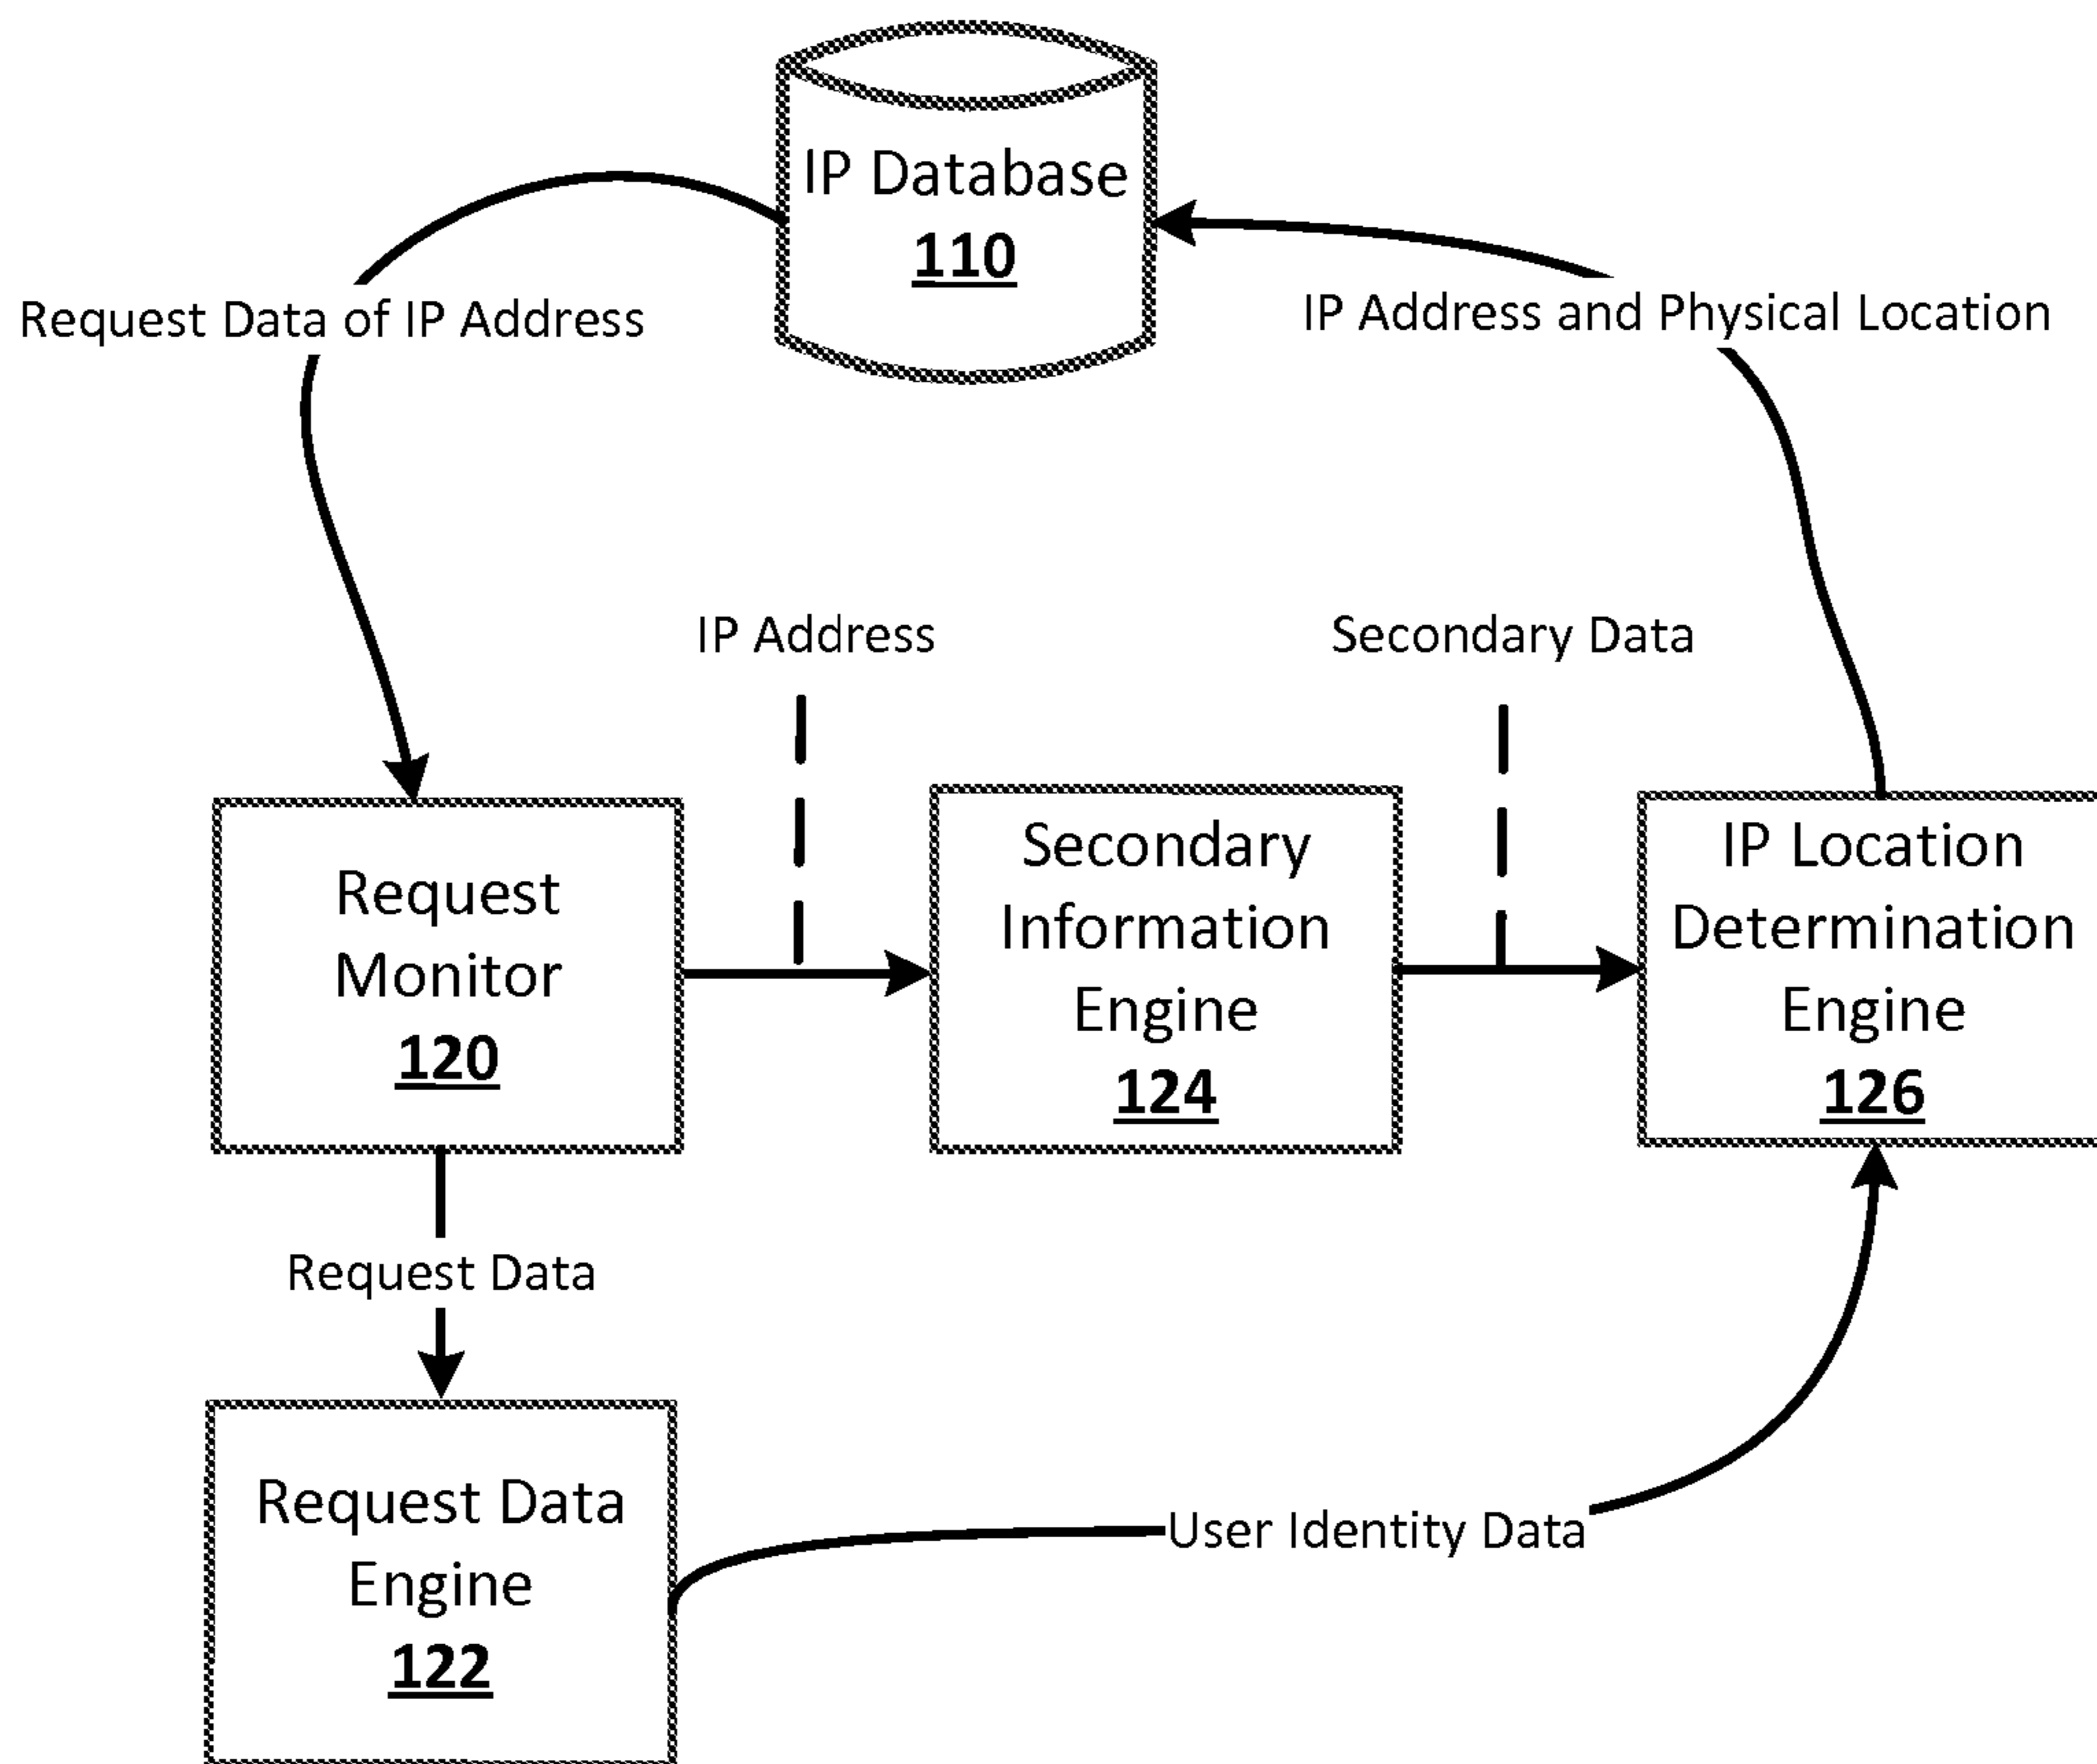 IP Database
110
Request Data of IP Address
IP Address and Physical Location
IP Address
Secondary Data
Request
Monitor
120
Secondary
Information
Engine
124
IP Location
Determination
Engine
126
Request Data
Request Data
Engine
122
User Identity Data